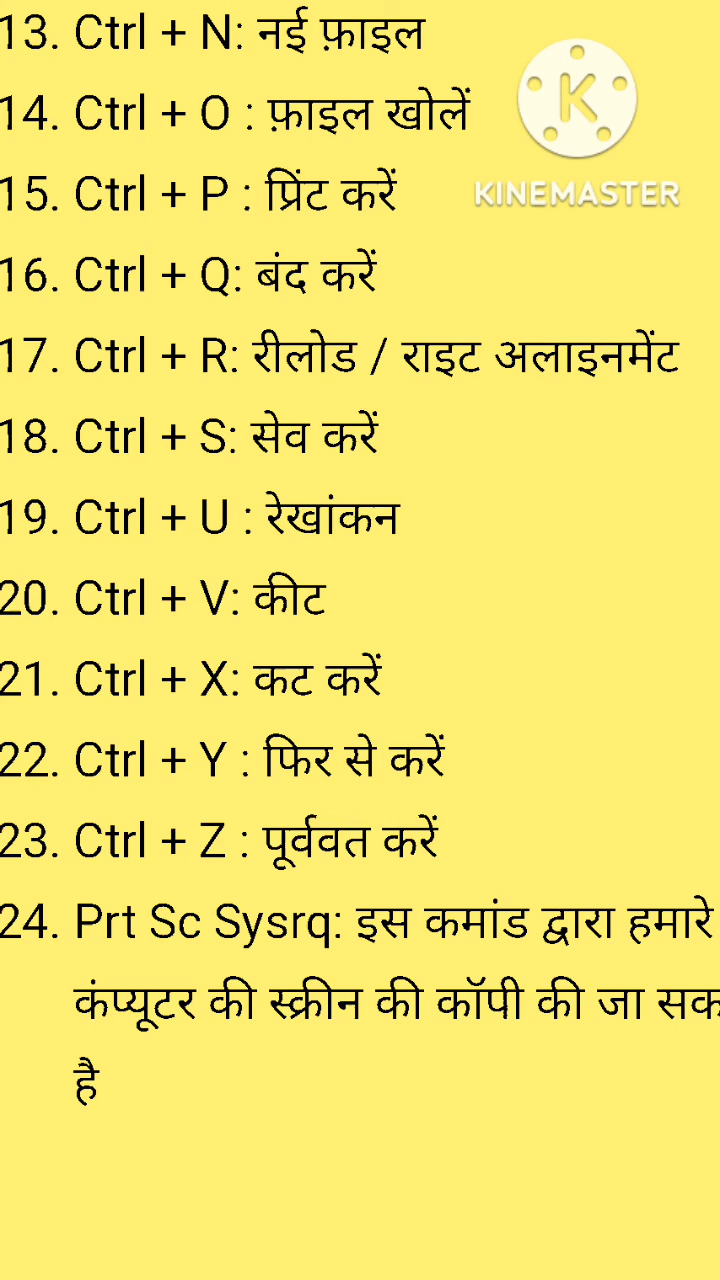 13. Ctrl + N: नई फ़ाइल
14. Ctrl + O : फ़ाइल खोलें
15. Ctrl + P : प्रिंट करें
16. Ctrl + Q: बंद करें
17. Ctrl + R: रीलोड / राइट अलाइनमेंट
18. Ctrl + S: सेव करें
19. Ctrl + U : रेखांकन
20. Ctrl + V: कीट
21. Ctrl + X: कट करें
22. Ctrl + Y : फिर से करें
23. Ctrl + Z : पूर्ववत करें
24. Prt Sc Sysrq: इस कमांड द्वारा हमारे
कंप्यूटर की स्क्रीन की कॉपी की जा सक
है
K
KINEMASTER